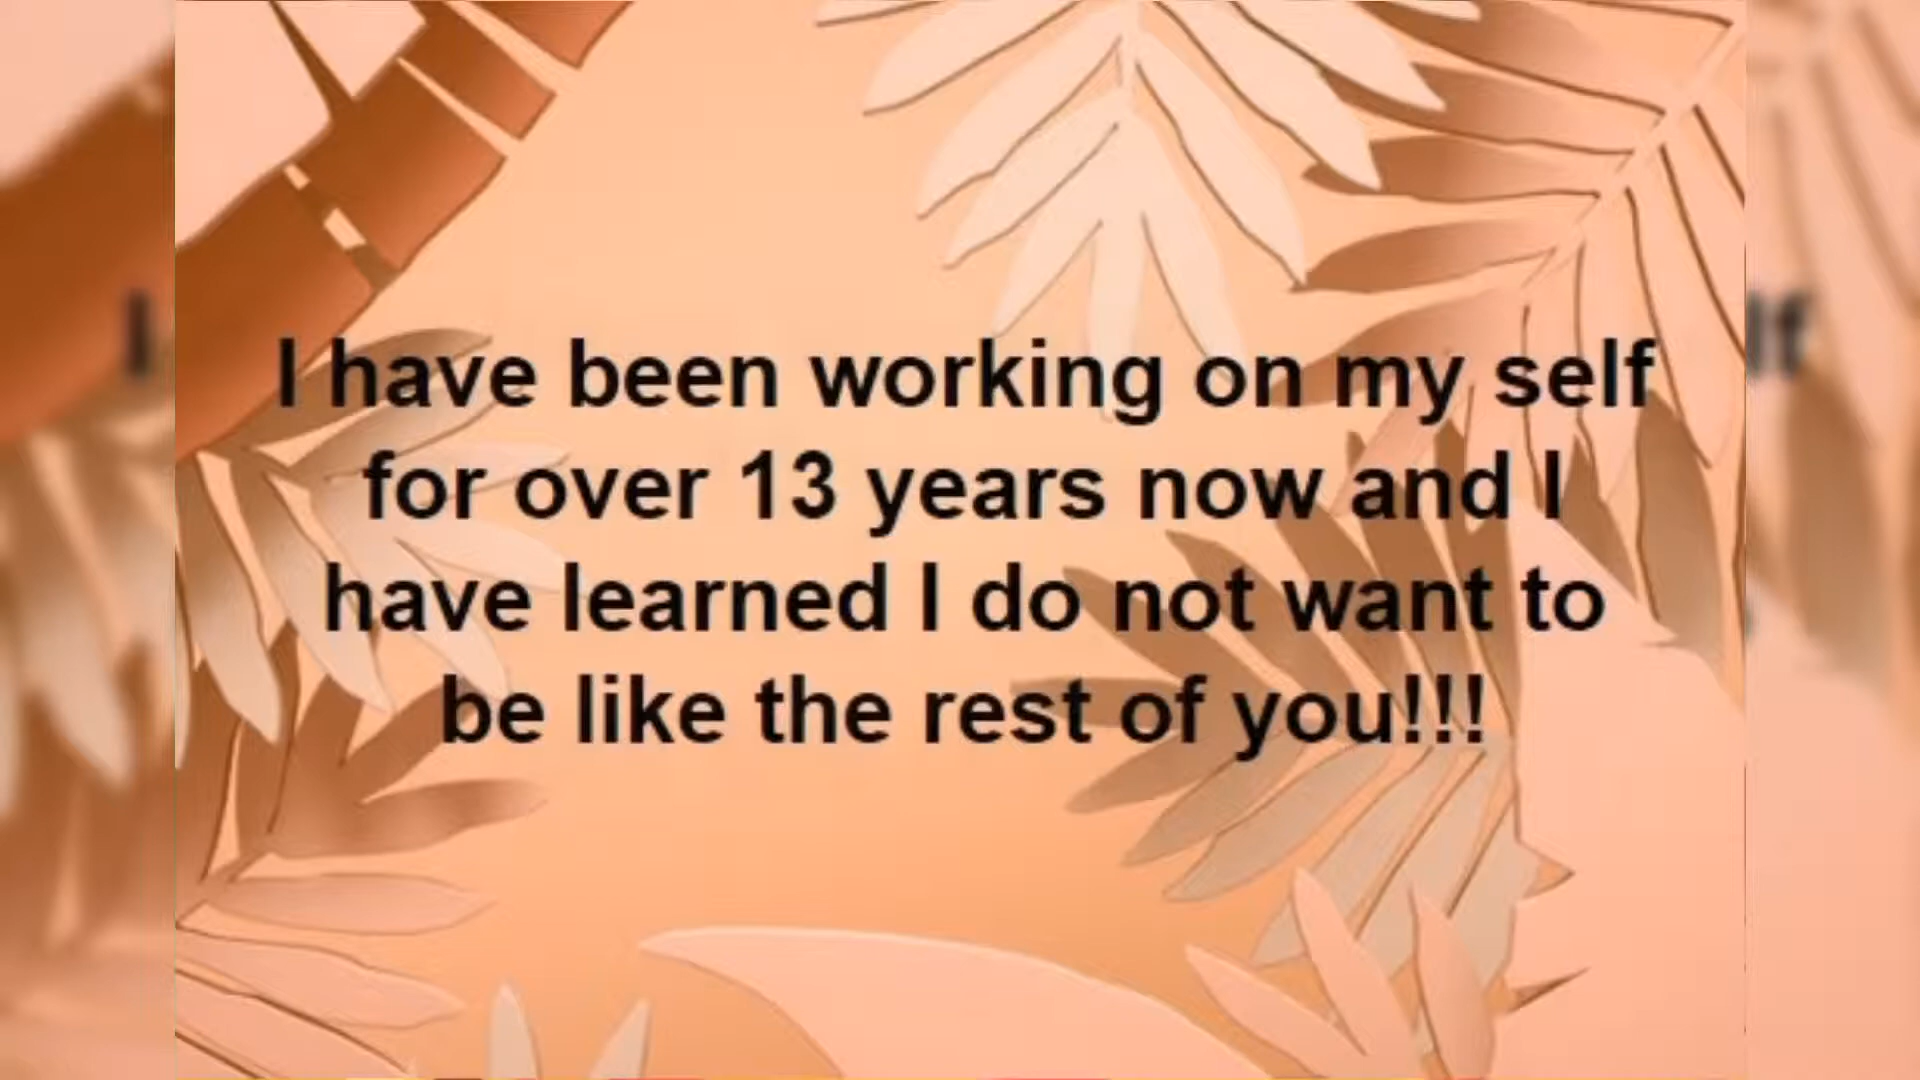 I have been working on my self
for over 13 years now and I
have learned I do not want to
be like the rest of you!!!